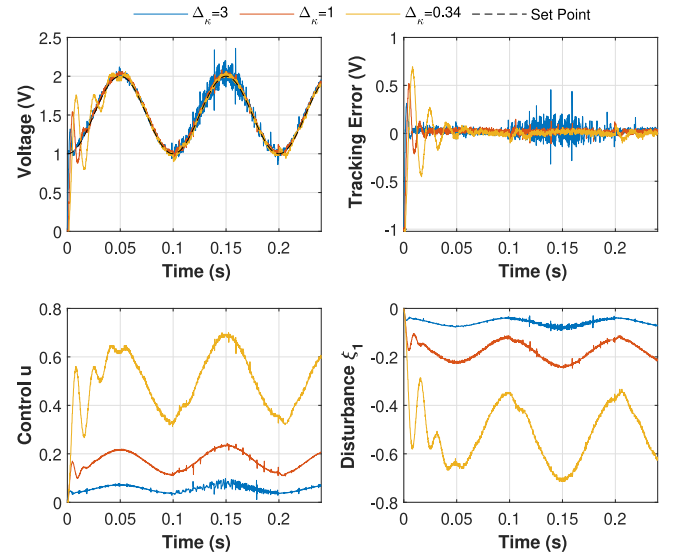 Δκ=3 Δκ=1 Δκ=0.34 Set Point
2.5
2
1.5
1
0.5
0
Voltage (V)
0 0.05 0.1 0.15 0.2
Time (s)
1
0.5
0
-0.5
-1
Tracking Error (V)
0 0.05 0.1 0.15 0.2
Time (s)
0.8
0.6
0.4
0.2
0
Control u
0 0.05 0.1 0.15 0.2
Time (s)
0
-0.2
-0.4
-0.6
-0.8
Disturbance ξ1
0 0.05 0.1 0.15 0.2
Time (s)